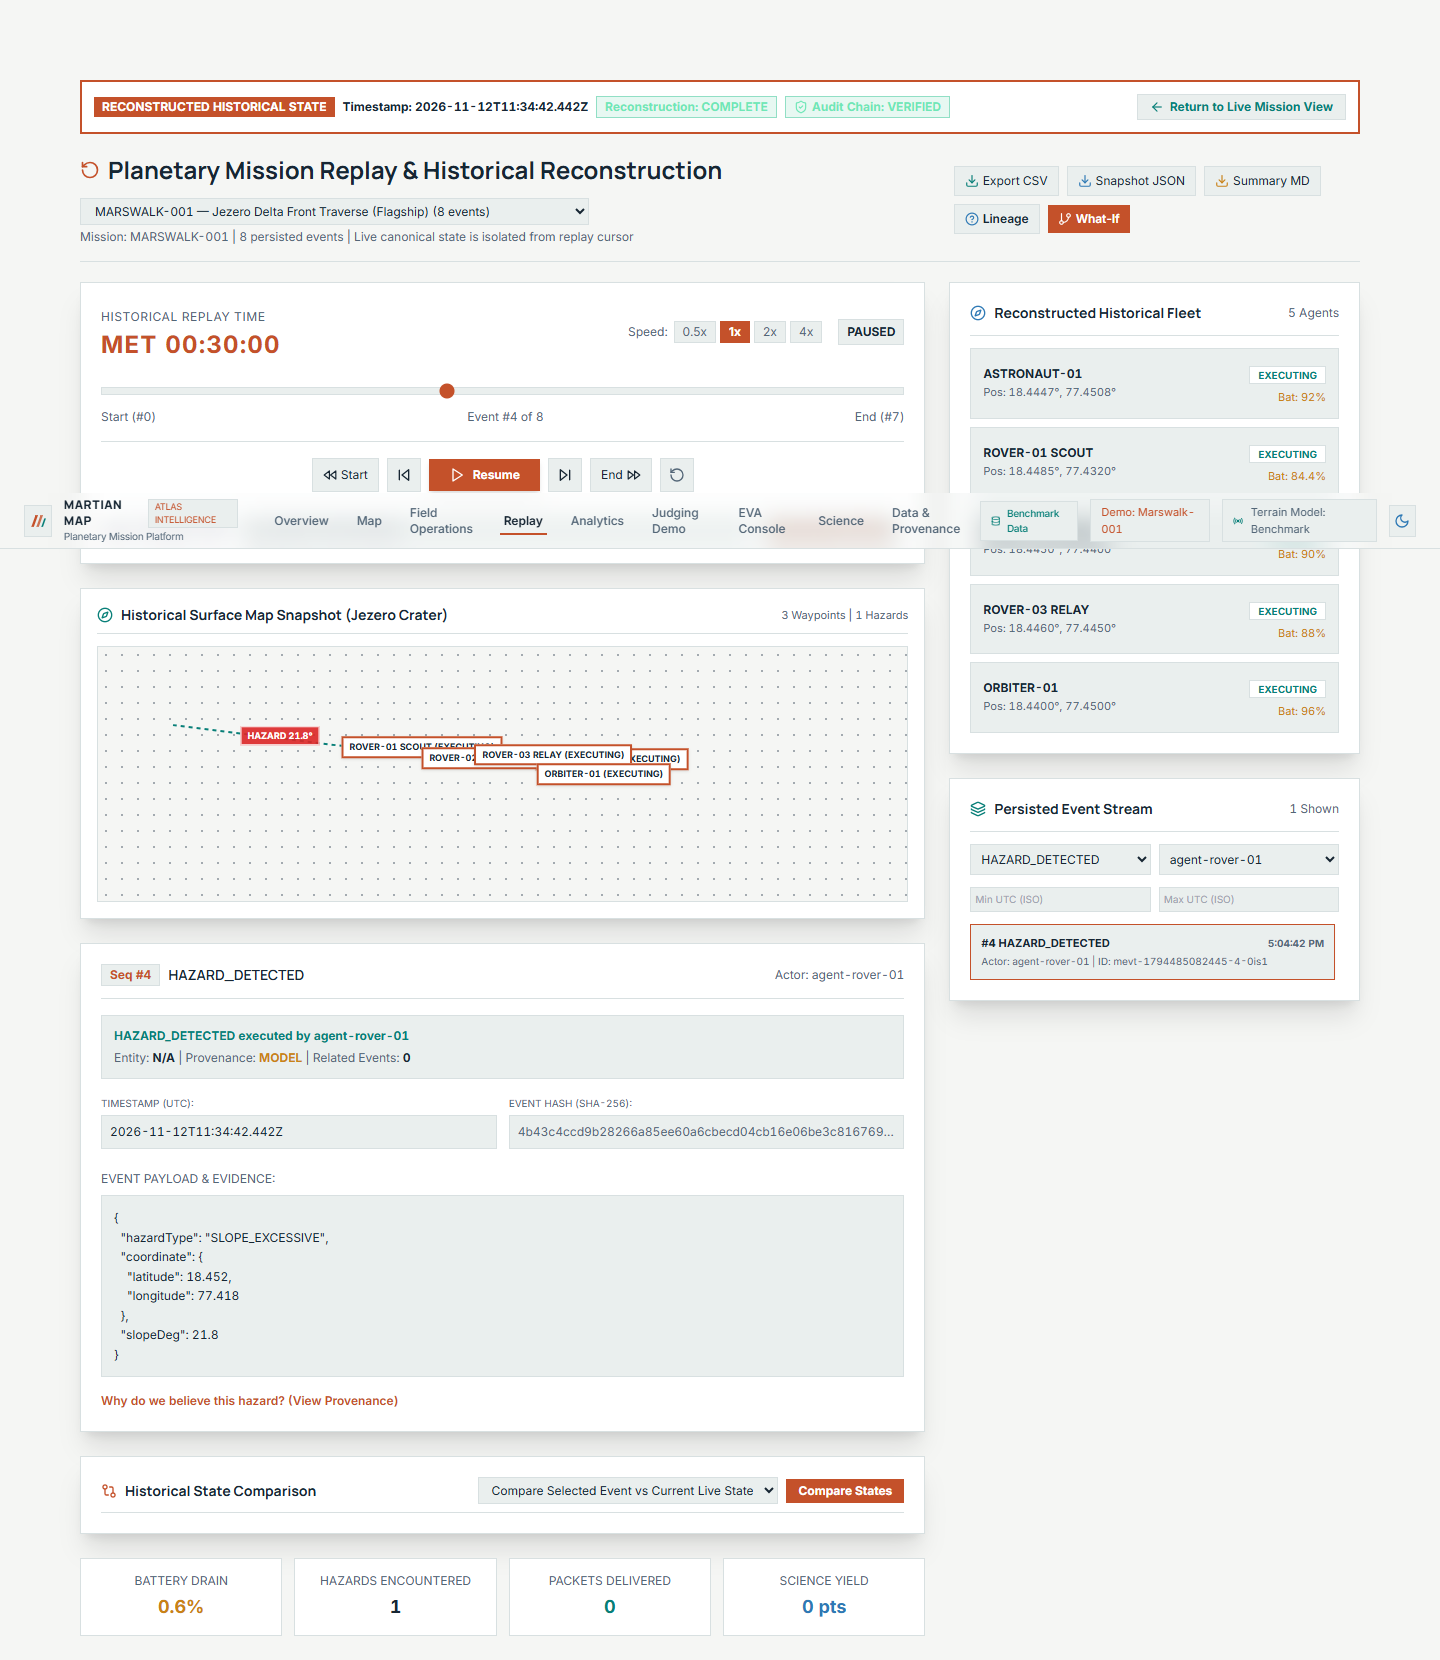 RECONSTRUCTED HISTORICAL STATE Timestamp: 2026-11-12T11:34:42.442Z Reconstruction: COMPLETE Audit Chain: VERIFIED Return to Live Mission View
Planetary Mission Replay & Historical Reconstruction
MARSWALK-001 — Jezero Delta Front Traverse (Flagship) (8 events)
Mission: MARSWALK-001 | 8 persisted events | Live canonical state is isolated from replay cursor
Export CSV Snapshot JSON Summary MD
Lineage What-If
HISTORICAL REPLAY TIME
MET 00:30:00
Speed: 0.5x 1x 2x 4x PAUSED
Start (#0) Event #4 of 8 End (#7)
Start Resume End
Reconstructed Historical Fleet 5 Agents
ASTRONAUT-01 EXECUTING
Pos: 18.4447°, 77.4508° Bat: 92%
ROVER-01 SCOUT EXECUTING
Pos: 18.4485°, 77.4320° Bat: 84.4%
MARTIAN MAP
Planetary Mission Platform
ATLAS INTELLIGENCE
Overview
Map
Field Operations
Replay
Analytics
Judging Demo
EVA Console
Science
Data & Provenance
Benchmark Data
Demo: Marswalk-001
Terrain Model: Benchmark
Bat: 90%
ROVER-03 RELAY EXECUTING
Pos: 18.4460°, 77.4450° Bat: 88%
ORBITER-01 EXECUTING
Pos: 18.4400°, 77.4500° Bat: 96%
Historical Surface Map Snapshot (Jezero Crater) 3 Waypoints | 1 Hazards
HAZARD 21.8°
ROVER-01 SCOUT (EXECUTING)
ROVER-02
ROVER-03 RELAY (EXECUTING)
XECUTING)
ORBITER-01 (EXECUTING)
Persisted Event Stream 1 Shown
HAZARD_DETECTED agent-rover-01
Min UTC (ISO) Max UTC (ISO)
#4 HAZARD_DETECTED 5:04:42 PM
Actor: agent-rover-01 | ID: mevt-1794485082445-4-0is1
Seq #4 HAZARD_DETECTED Actor: agent-rover-01
HAZARD_DETECTED executed by agent-rover-01
Entity: N/A | Provenance: MODEL | Related Events: 0
TIMESTAMP (UTC): EVENT HASH (SHA-256):
2026-11-12T11:34:42.442Z 4b43c4ccd9b28266a85ee60a6cbecd04cb16e06be3c816769...
EVENT PAYLOAD & EVIDENCE:
{
"hazardType": "SLOPE_EXCESSIVE",
"coordinate": {
"latitude": 18.452,
"longitude": 77.418
},
"slopeDeg": 21.8
}
Why do we believe this hazard? (View Provenance)
Historical State Comparison Compare Selected Event vs Current Live State Compare States
BATTERY DRAIN HAZARDS ENCOUNTERED PACKETS DELIVERED SCIENCE YIELD
0.6% 1 0 0 pts